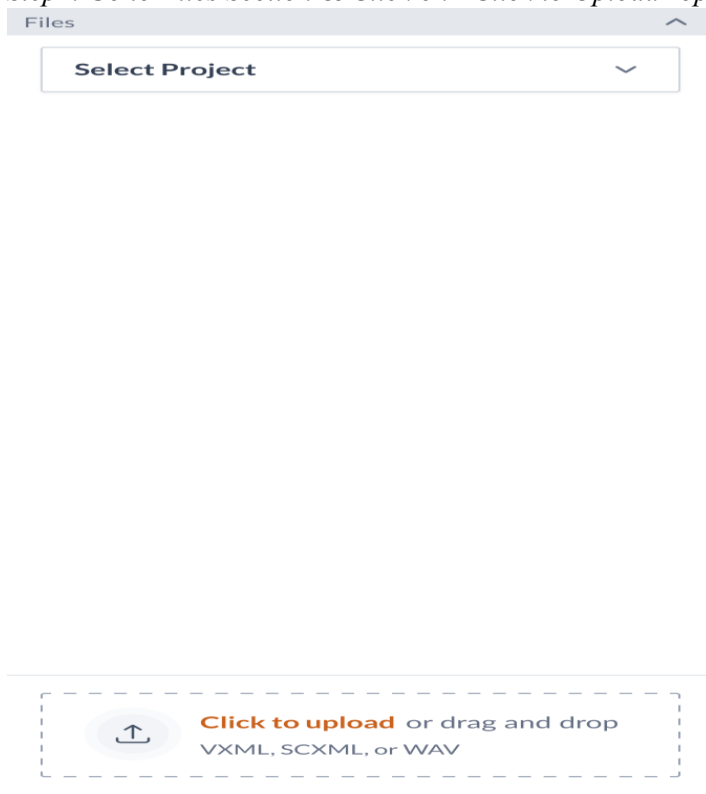 Files
Select Project
Click to upload or drag and drop
VXML, SCXML, or WAV